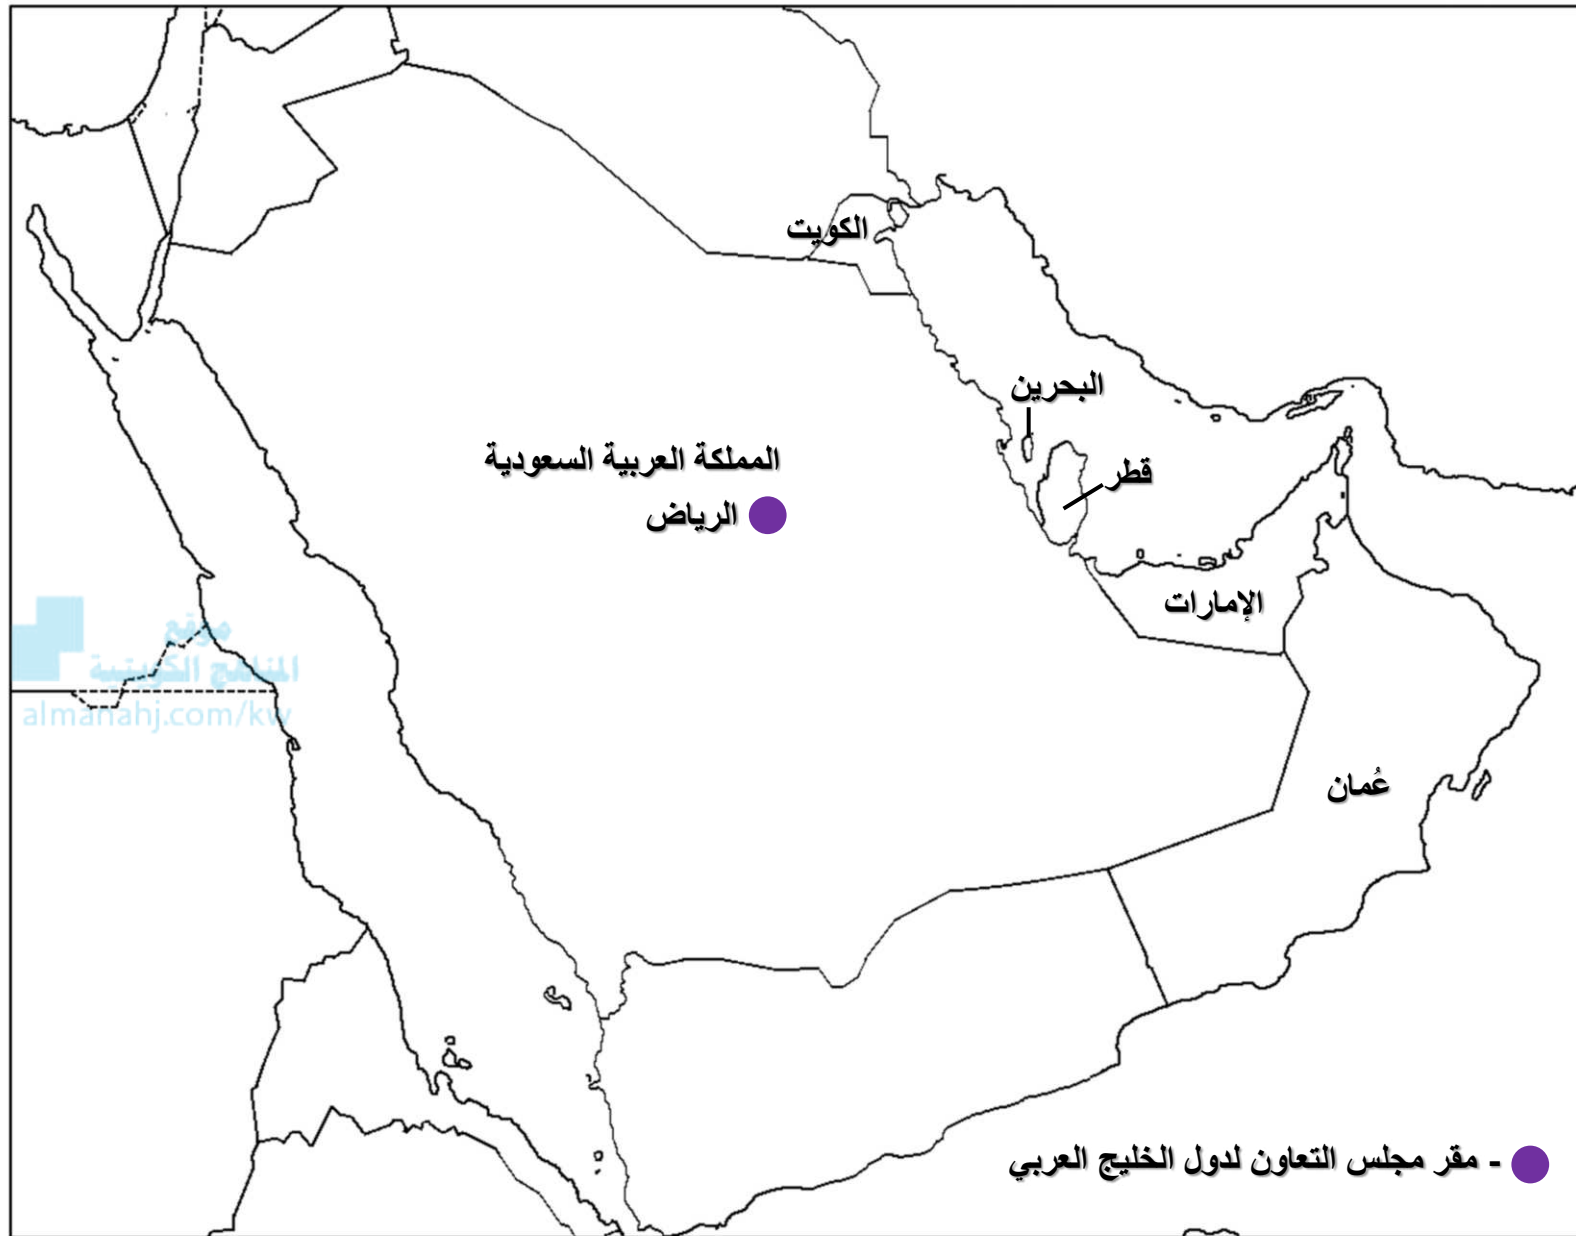 الكويت
البحرين
قطر
المملكة العربية السعودية
الرياض
الإمارات
موقع
المناهج الكويتية
almanahj.com/kw
عُمان
- مقر مجلس التعاون لدول الخليج العربي